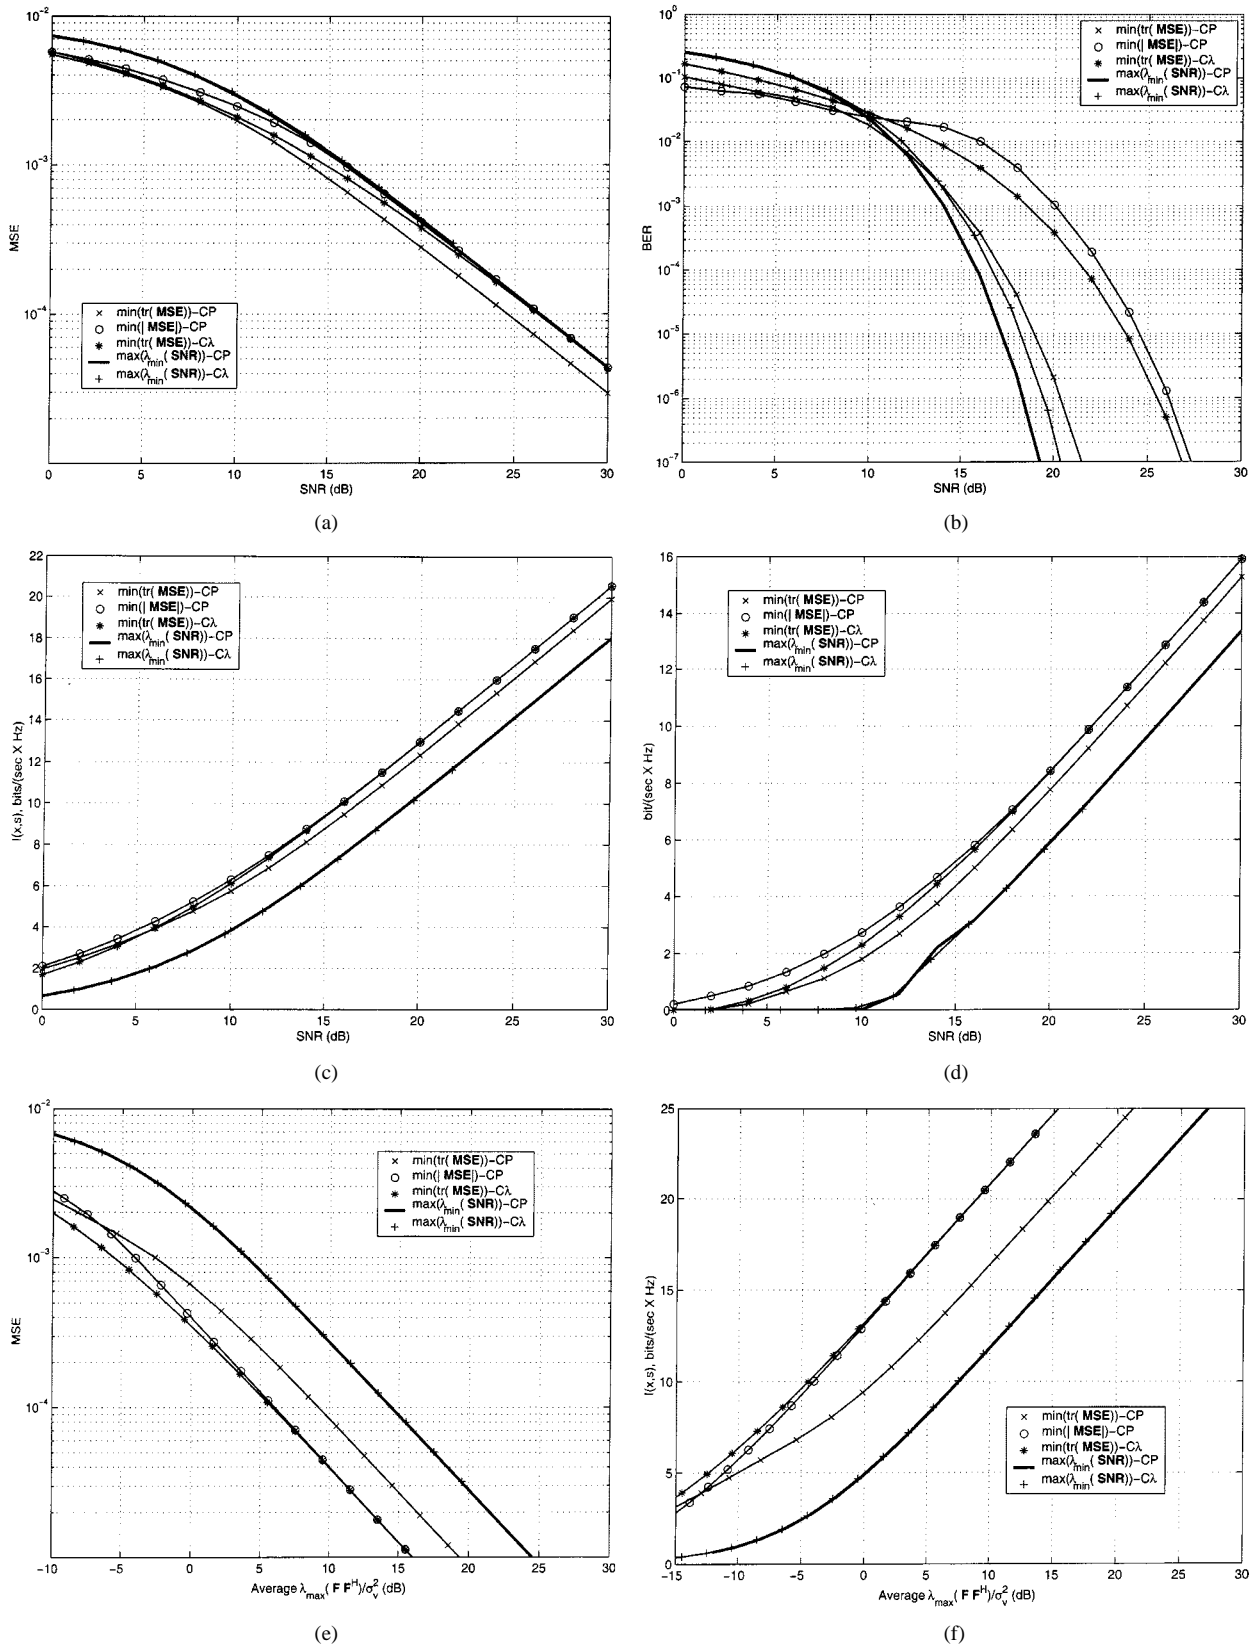 10⁻²
10⁻³
10⁻⁴
MSE
min(tr( MSE))−CP
min(| MSE|)−CP
min(tr( MSE))−Cλ
max(λmin( SNR))−CP
max(λmin( SNR))−Cλ
0 5 10 15 20 25 30
SNR (dB)
(a)
10⁰
10⁻¹
10⁻²
10⁻³
10⁻⁴
10⁻⁵
10⁻⁶
10⁻⁷
BER
min(tr( MSE))−CP
min(| MSE|)−CP
min(tr( MSE))−Cλ
max(λmin( SNR))−CP
max(λmin( SNR))−Cλ
0 5 10 15 20 25 30
SNR (dB)
(b)
22
20
18
16
14
12
10
8
6
4
2
0
I(x,s), bits/(sec X Hz)
min(tr( MSE))−CP
min(| MSE|)−CP
min(tr( MSE))−Cλ
max(λmin( SNR))−CP
max(λmin( SNR))−Cλ
0 5 10 15 20 25 30
SNR (dB)
(c)
16
14
12
10
8
6
4
2
0
bit/(sec X Hz)
min(tr( MSE))−CP
min(| MSE|)−CP
min(tr( MSE))−Cλ
max(λmin( SNR))−CP
max(λmin( SNR))−Cλ
0 5 10 15 20 25 30
SNR (dB)
(d)
10⁻²
10⁻³
10⁻⁴
MSE
min(tr( MSE))−CP
min(| MSE|)−CP
min(tr( MSE))−Cλ
max(λmin( SNR))−CP
max(λmin( SNR))−Cλ
−10 −5 0 5 10 15 20 25 30
Average λmax( F Fᴴ)/σᵥ² (dB)
(e)
25
20
15
10
5
0
I(x,s), bits/(sec X Hz)
min(tr( MSE))−CP
min(| MSE|)−CP
min(tr( MSE))−Cλ
max(λmin( SNR))−CP
max(λmin( SNR))−Cλ
−15 −10 −5 0 5 10 15 20 25 30
Average λmax( F Fᴴ)/σᵥ² (dB)
(f)